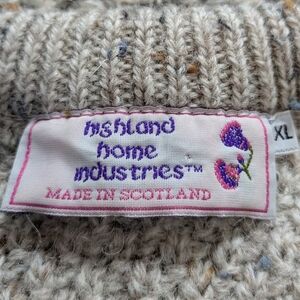 highland
home
industries™
MADE IN SCOTLAND
XL